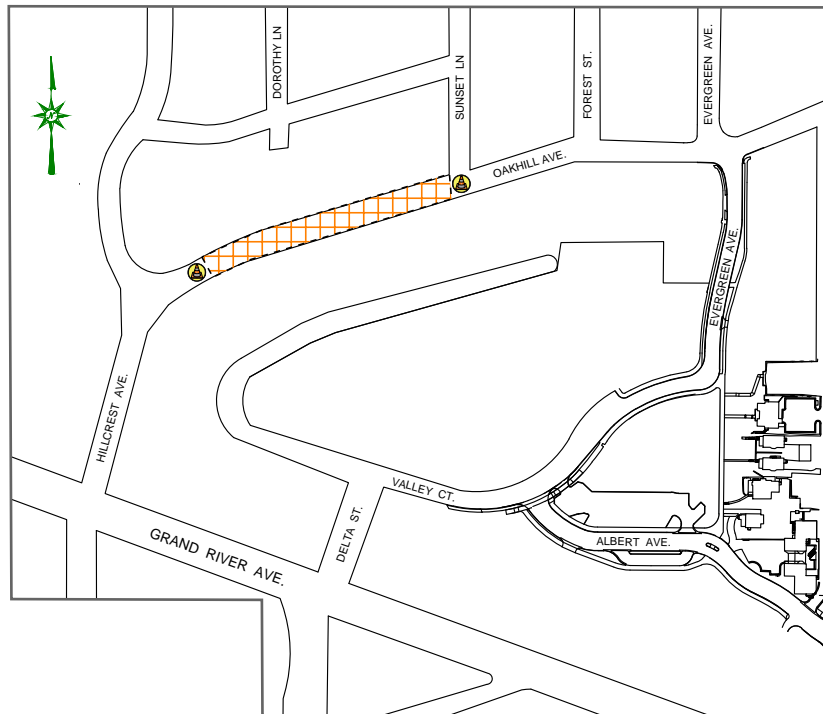 DOROTHY LN
SUNSET LN
FOREST ST.
EVERGREEN AVE.
N
OAKHILL AVE.
EVERGREEN AVE.
HILLCREST AVE.
VALLEY CT.
DELTA ST.
GRAND RIVER AVE.
ALBERT AVE.